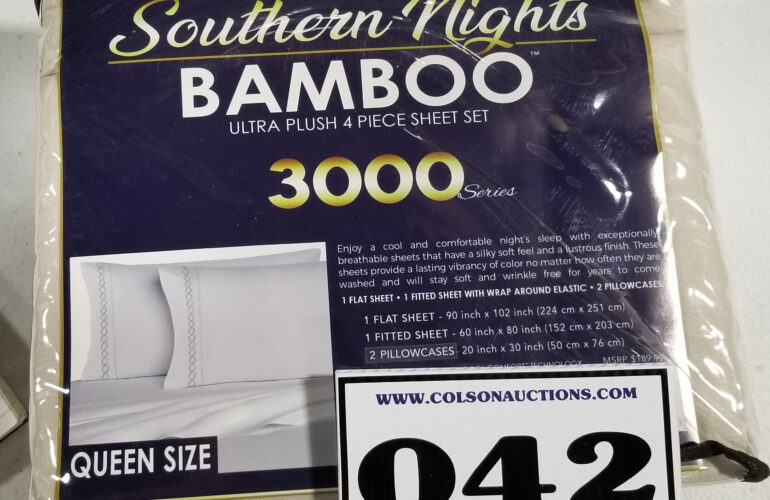 Southern Nights
BAMBOO™
ULTRA PLUSH 4 PIECE SHEET SET
3000 Series
Enjoy a cool and comfortable night's sleep with exceptionally
breathable sheets that have a silky soft feel and a lustrous finish. These
sheets provide a lasting vibrancy of color no matter how often they are
washed and will stay soft and wrinkle free for years to come
1 FLAT SHEET • 1 FITTED SHEET WITH WRAP AROUND ELASTIC • 2 PILLOWCASES
1 FLAT SHEET - 90 inch x 102 inch (224 cm x 251 cm)
1 FITTED SHEET - 60 inch x 80 inch (152 cm x 203 cm)
2 PILLOWCASES 20 inch x 30 inch (50 cm x 76 cm)
TECHNOLOGY MSRP $189.99
QUEEN SIZE
WWW.COLSONAUCTIONS.COM
042